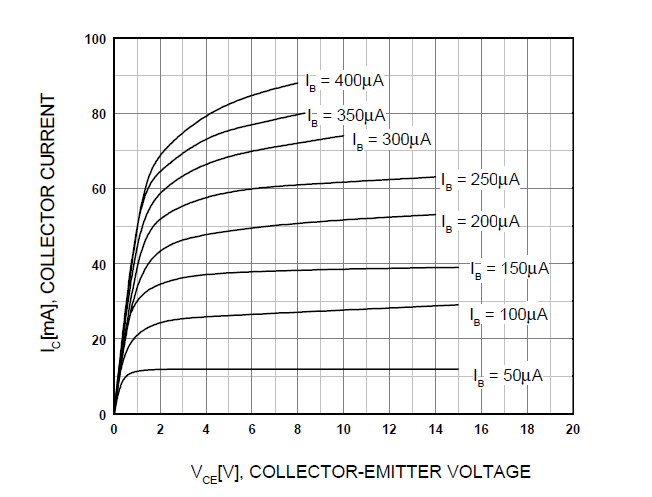 100
80
60
40
20
0
I_C[mA], COLLECTOR CURRENT
I_B = 400μA
I_B = 350μA
I_B = 300μA
I_B = 250μA
I_B = 200μA
I_B = 150μA
I_B = 100μA
I_B = 50μA
0 2 4 6 8 10 12 14 16 18 20
V_CE[V], COLLECTOR-EMITTER VOLTAGE